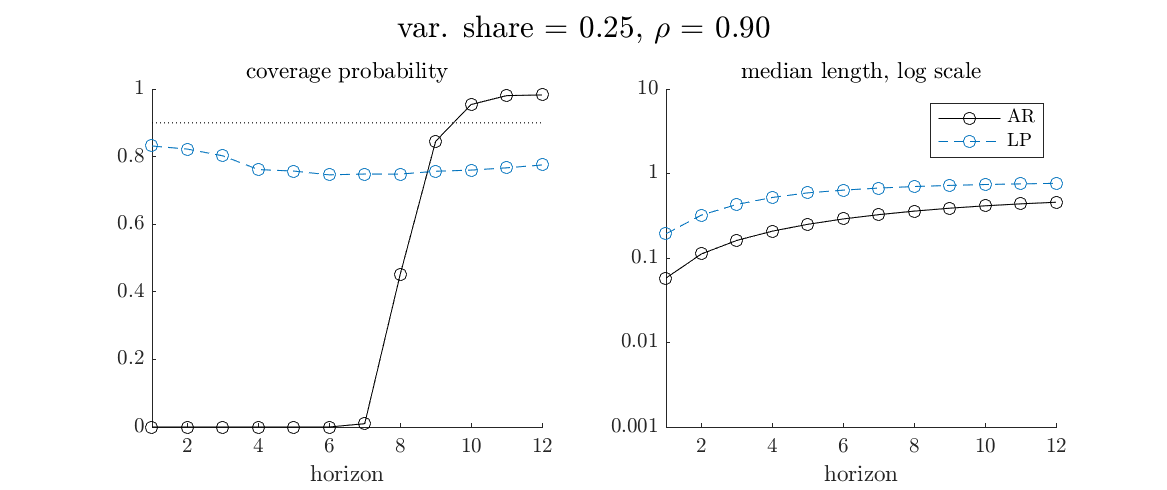 var. share = 0.25, ρ = 0.90
coverage probability
1
0.8
0.6
0.4
0.2
0
2 4 6 8 10 12
horizon
median length, log scale
10
1
0.1
0.01
0.001
AR
LP
2 4 6 8 10 12
horizon